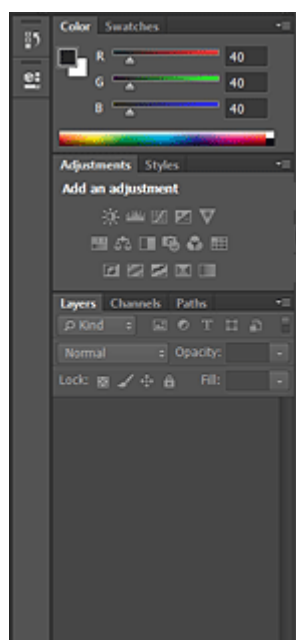 Color Swatches
R 40
G 40
B 40
Adjustments Styles
Add an adjustment
Layers Channels Paths
Kind
Normal Opacity:
Lock: Fill: